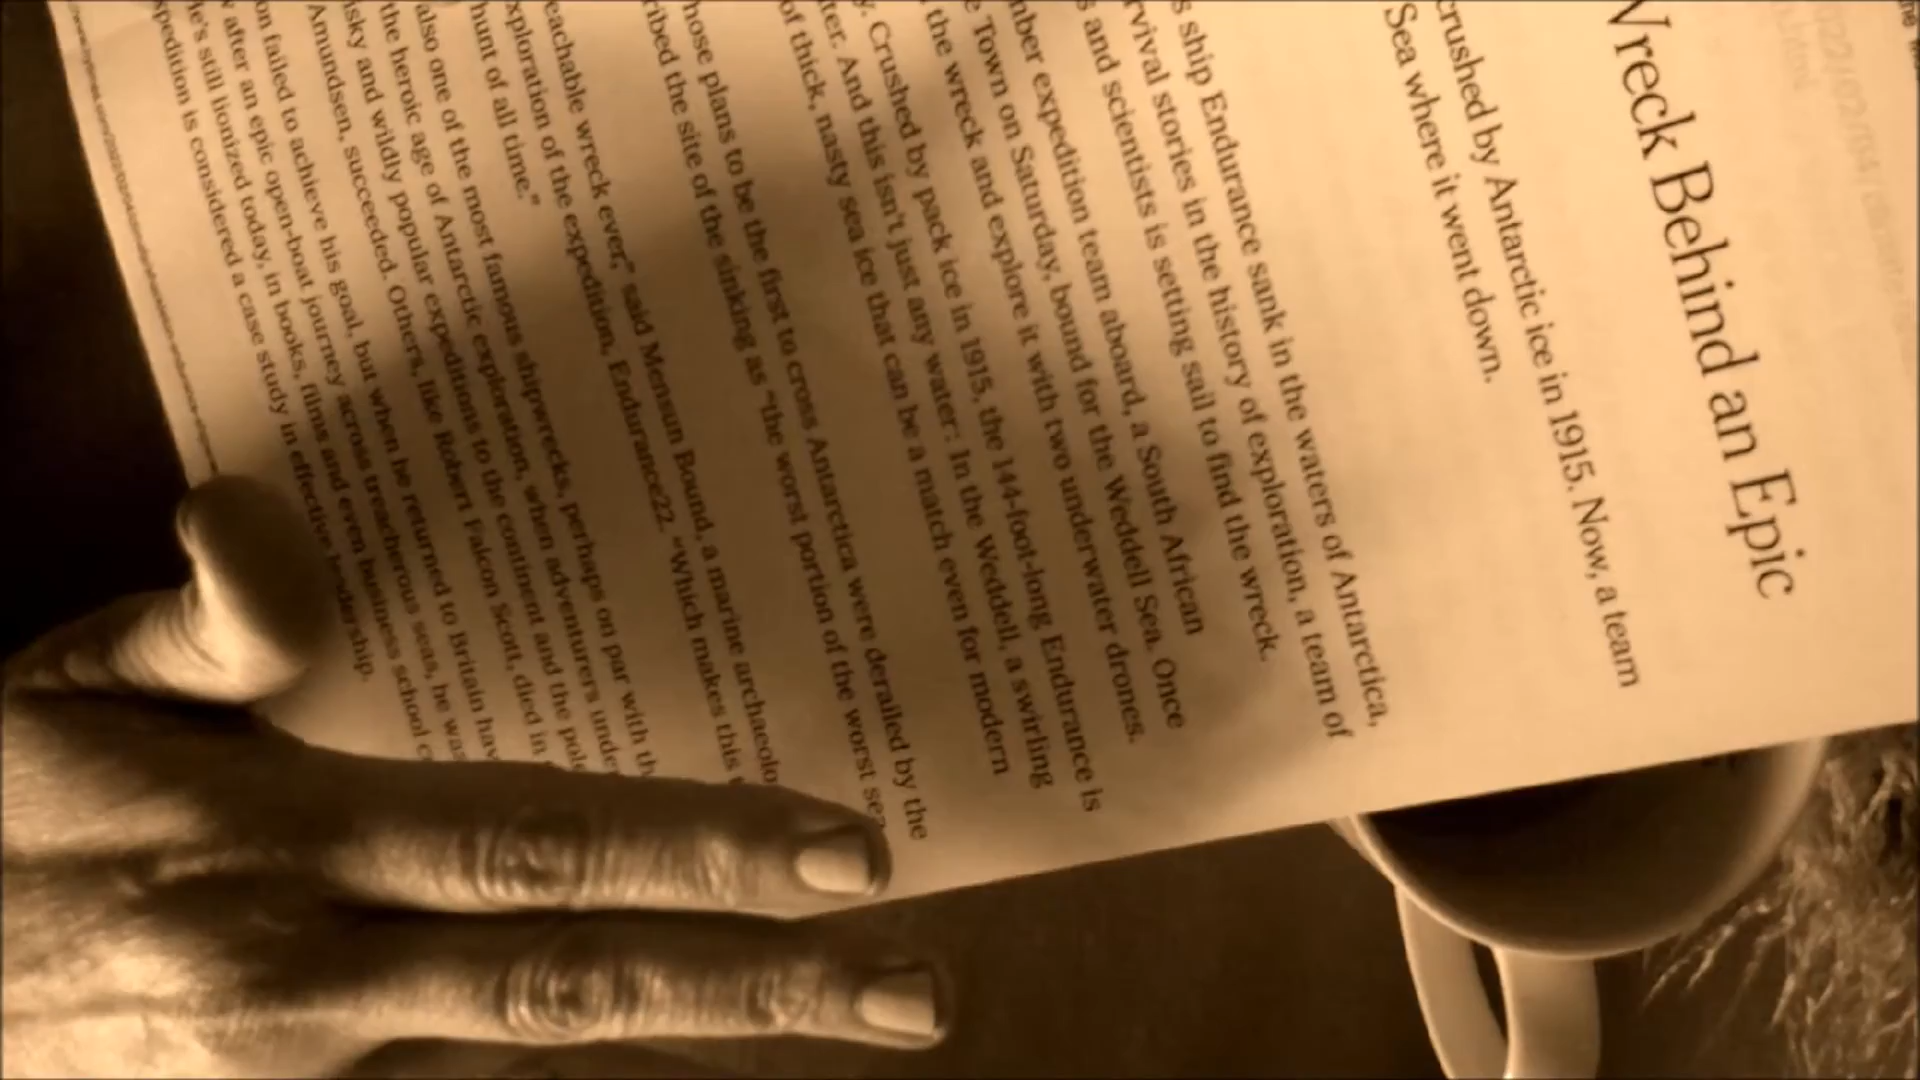 Wreck Behind an Epic
crushed by Antarctic ice in 1915. Now, a team
Sea where it went down.
s ship Endurance sank in the waters of Antarctica,
rvival stories in the history of exploration, a team of
s and scientists is setting sail to find the wreck.
mber expedition team aboard, a South African
e Town on Saturday, bound for the Weddell Sea. Once
the wreck and explore it with two underwater drones.
y. Crushed by pack ice in 1915, the 144-foot-long Endurance is
ter. And this isn't just any water: In the Weddell, a swirling
of thick, nasty sea ice that can be a match even for modern
hose plans to be the first to cross Antarctica were derailed by the
ribed the site of the sinking as “the worst portion of the worst sea
eachable wreck ever,” said Mensun Bound, a marine archaeolo
xploration of the expedition, Endurance22. “Which makes this
hunt of all time.”
also one of the most famous shipwrecks, perhaps on par with th
the heroic age of Antarctic exploration, when adventurers under
isky and wildly popular expeditions to the continent and the pole
Amundsen, succeeded. Others, like Robert Falcon Scott, died in
on failed to achieve his goal, but when he returned to Britain hav
after an epic open-boat journey across treacherous seas, he was
He's still lionized today, in books, films and even business school c
xpedition is considered a case study in effective leadership.